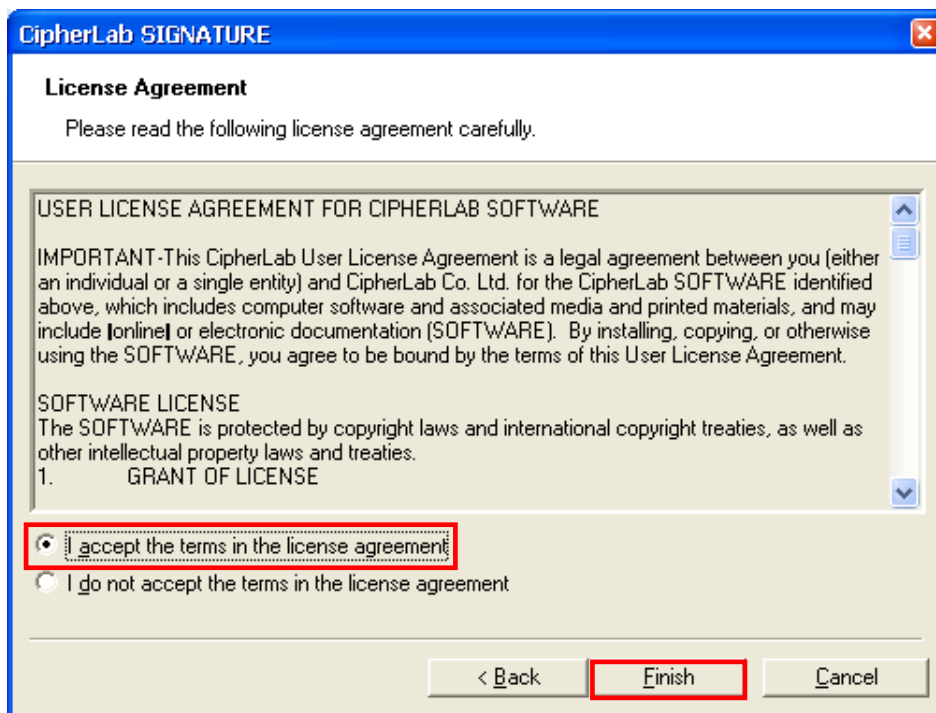 CipherLab SIGNATURE
License Agreement
Please read the following license agreement carefully.
USER LICENSE AGREEMENT FOR CIPHERLAB SOFTWARE
IMPORTANT-This CipherLab User License Agreement is a legal agreement between you (either
an individual or a single entity) and CipherLab Co. Ltd. for the CipherLab SOFTWARE identified
above, which includes computer software and associated media and printed materials, and may
include |online| or electronic documentation (SOFTWARE).  By installing, copying, or otherwise
using the SOFTWARE, you agree to be bound by the terms of this User License Agreement.
SOFTWARE LICENSE
The SOFTWARE is protected by copyright laws and international copyright treaties, as well as
other intellectual property laws and treaties.
1. GRANT OF LICENSE
I accept the terms in the license agreement
I do not accept the terms in the license agreement
< Back Finish Cancel